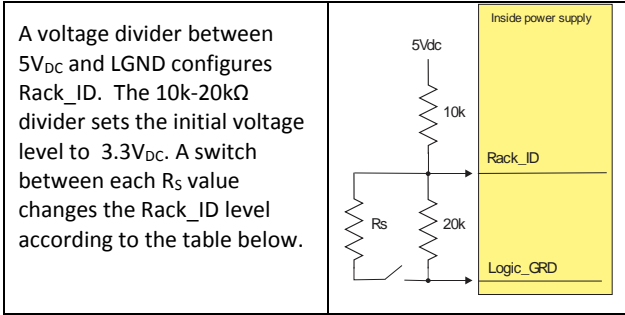 A voltage divider between
5VDC and LGND configures
Rack_ID. The 10k-20kΩ
divider sets the initial voltage
level to 3.3VDC. A switch
between each RS value
changes the Rack_ID level
according to the table below.
Inside power supply
5Vdc
10k
Rack_ID
Rs
20k
Logic_GRD